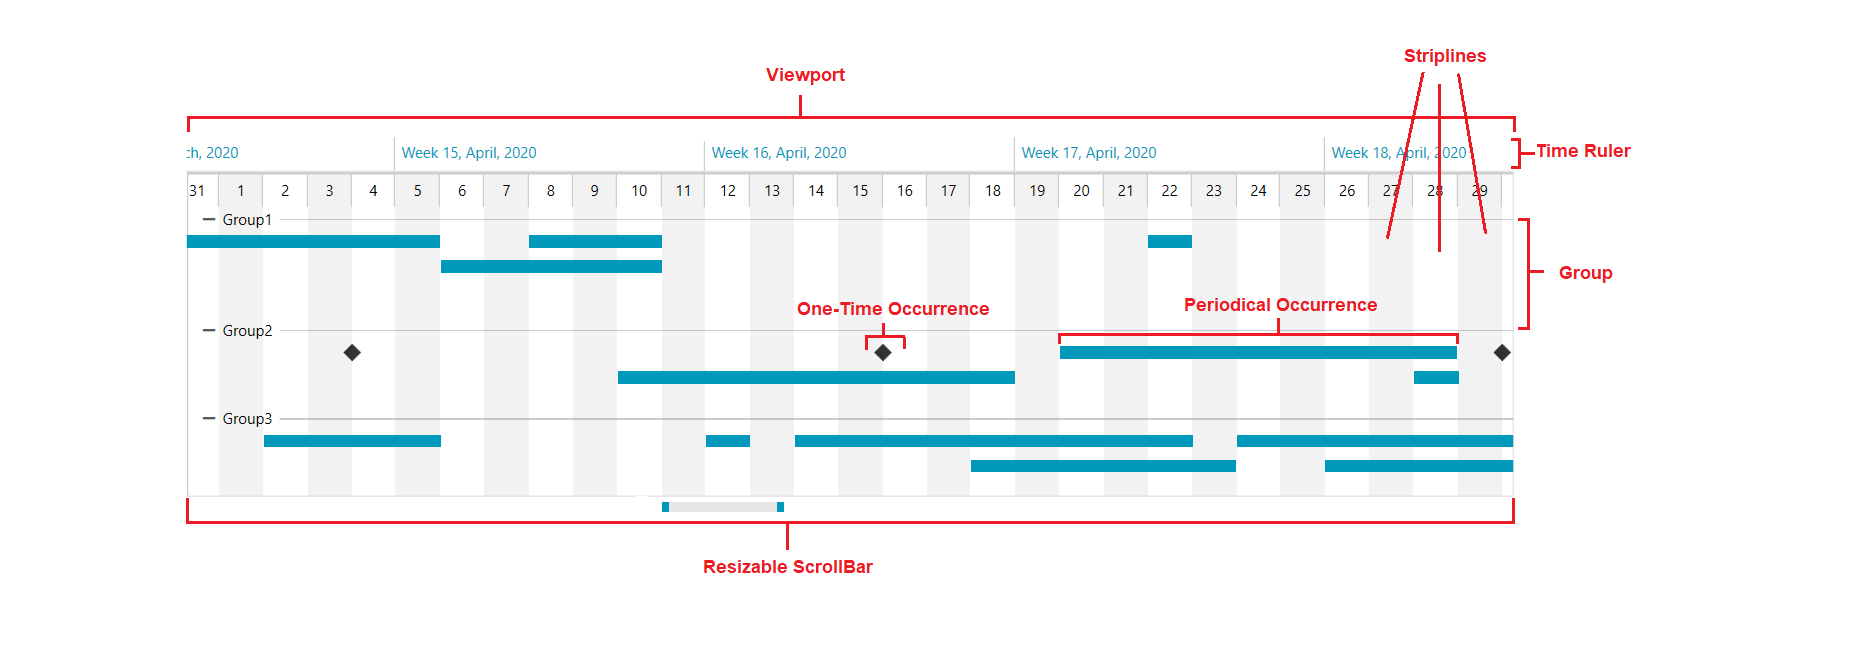 Striplines
Viewport
ch, 2020 Week 15, April, 2020 Week 16, April, 2020 Week 17, April, 2020 Week 18, April, 2020 Time Ruler
31 1 2 3 4 5 6 7 8 9 10 11 12 13 14 15 16 17 18 19 20 21 22 23 24 25 26 27 28 29
Group1
Group
One-Time Occurrence Periodical Occurrence
Group2
Group3
Resizable ScrollBar